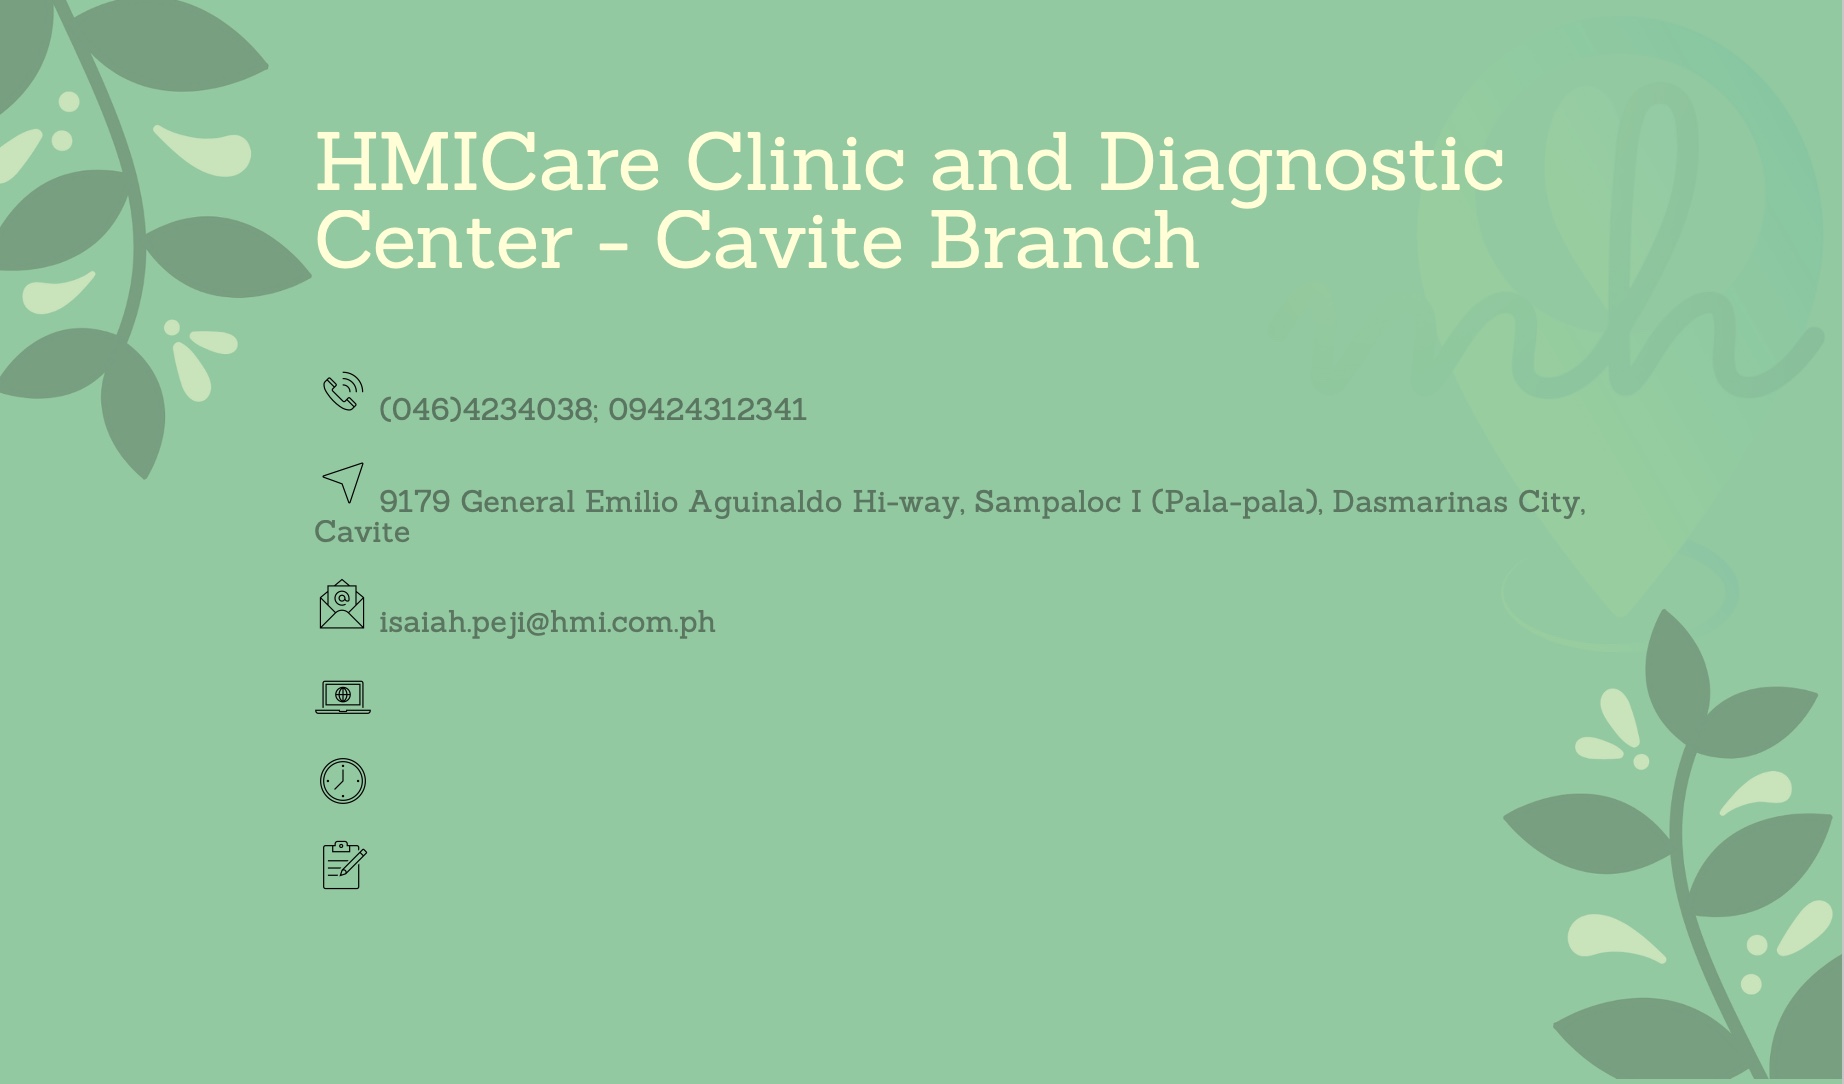 HMICare Clinic and Diagnostic
Center - Cavite Branch
(046)4234038; 09424312341
9179 General Emilio Aguinaldo Hi-way, Sampaloc I (Pala-pala), Dasmarinas City,
Cavite
isaiah.peji@hmi.com.ph